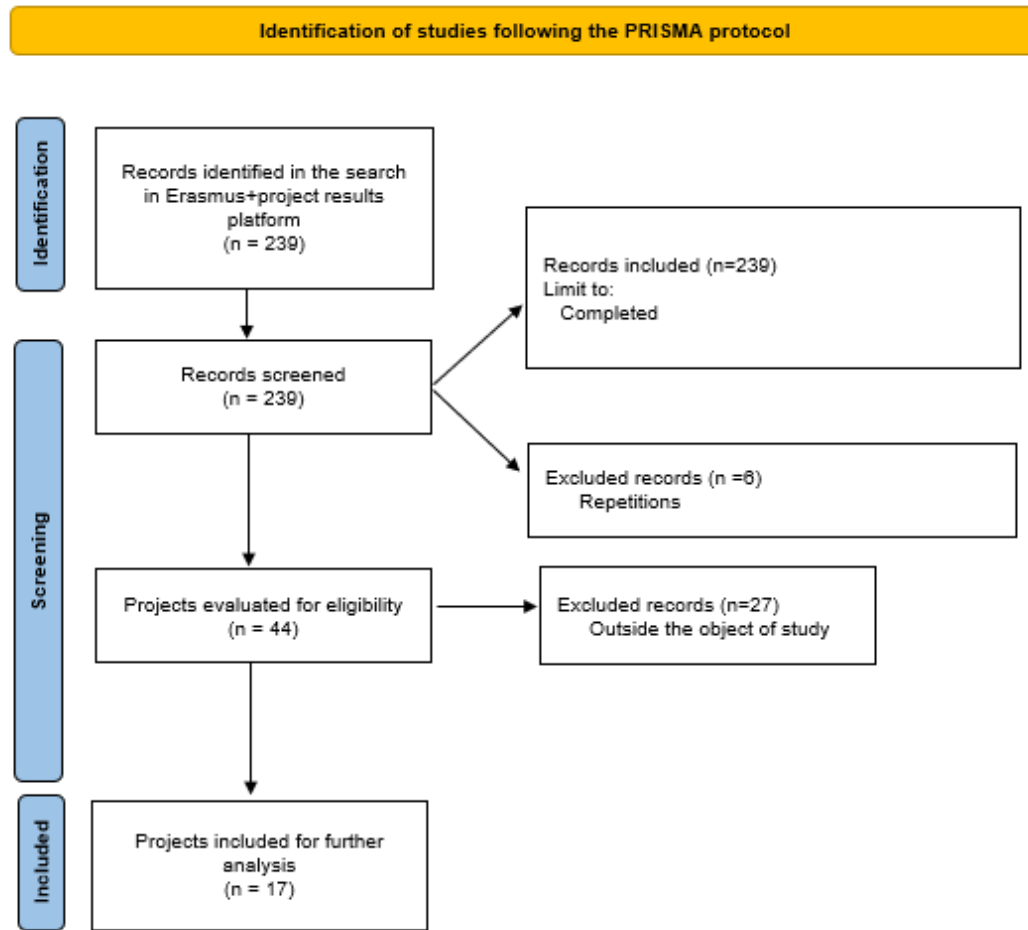 Identification of studies following the PRISMA protocol
Identification
Records identified in the search
in Erasmus+project results
platform
(n = 239)
Records included (n=239)
Limit to:
Completed
Screening
Records screened
(n = 239)
Excluded records (n =6)
Repetitions
Projects evaluated for eligibility
(n = 44)
Excluded records (n=27)
Outside the object of study
Included
Projects included for further
analysis
(n = 17)